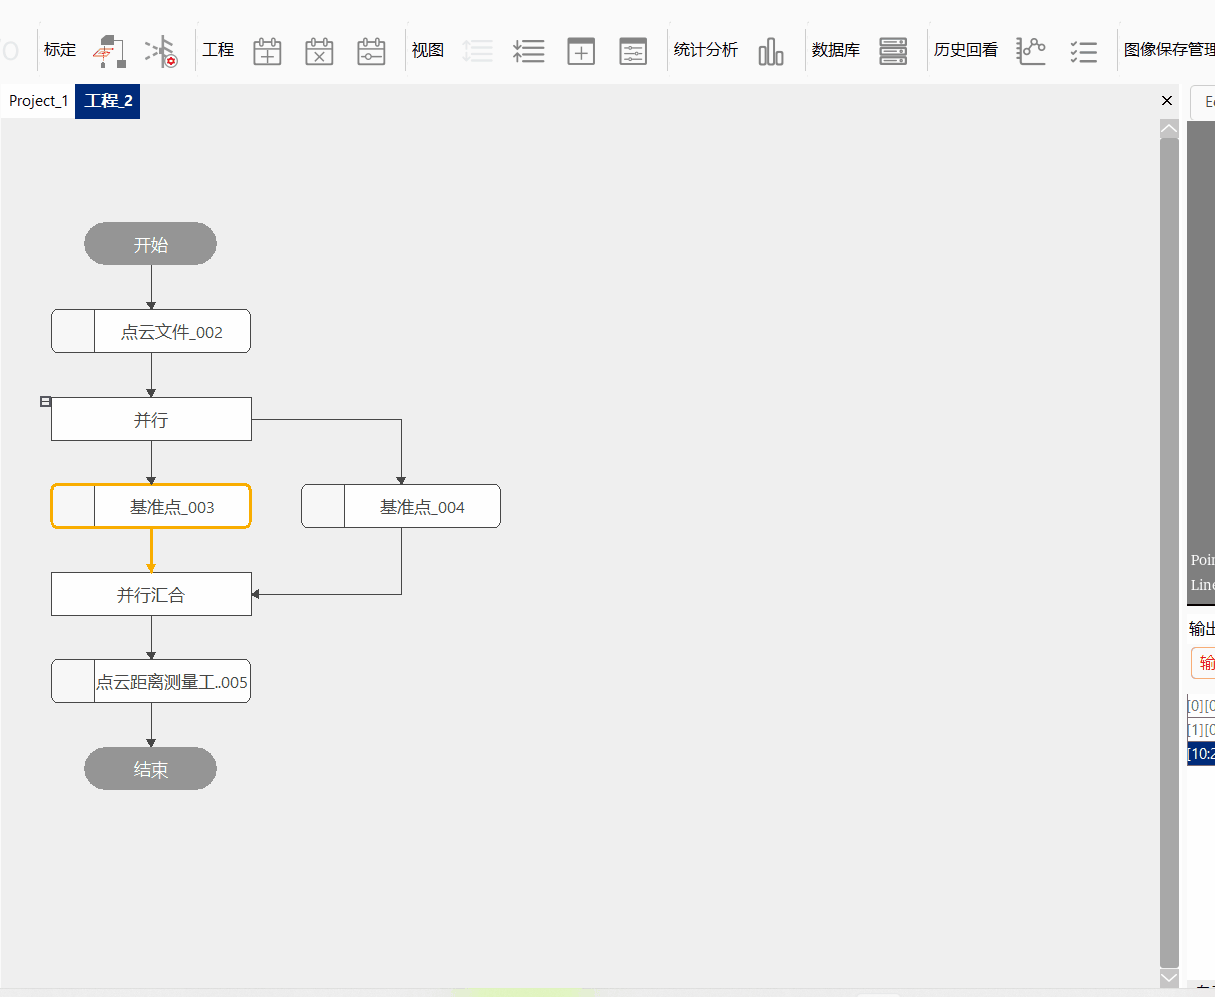 标定
工程
视图
统计分析
数据库
历史回看
图像保存管理
Project_1
工程_2
开始
点云文件_002
并行
基准点_003
基准点_004
并行汇合
点云距离测量工..005
结束
Poin
Line
输出
输
[0][0
[1][0
[10:2